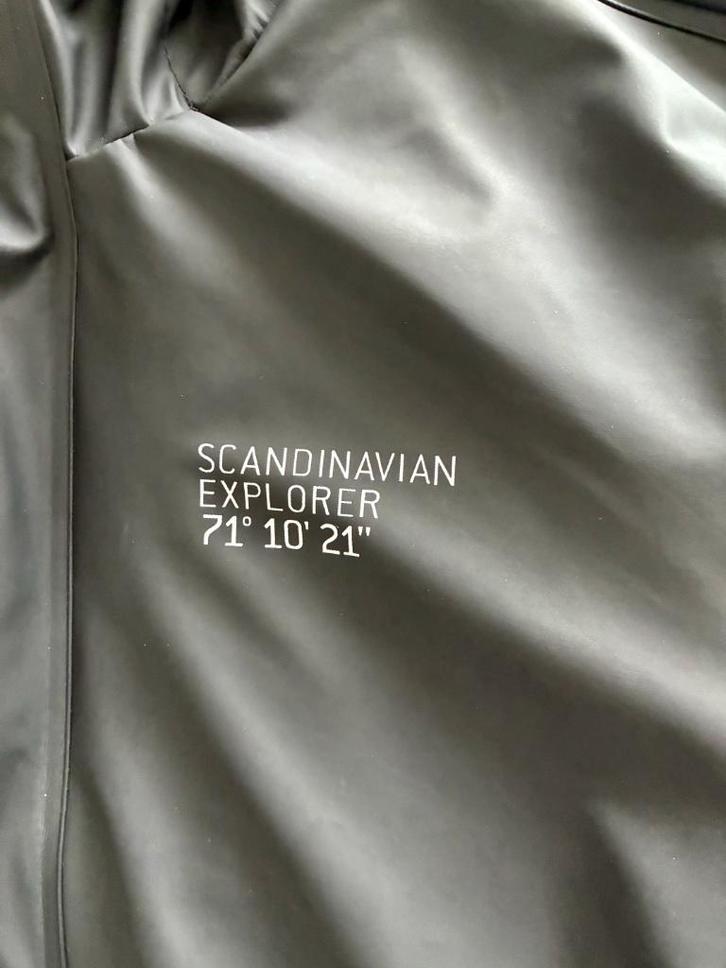 SCANDINAVIAN
EXPLORER
71° 10' 21"